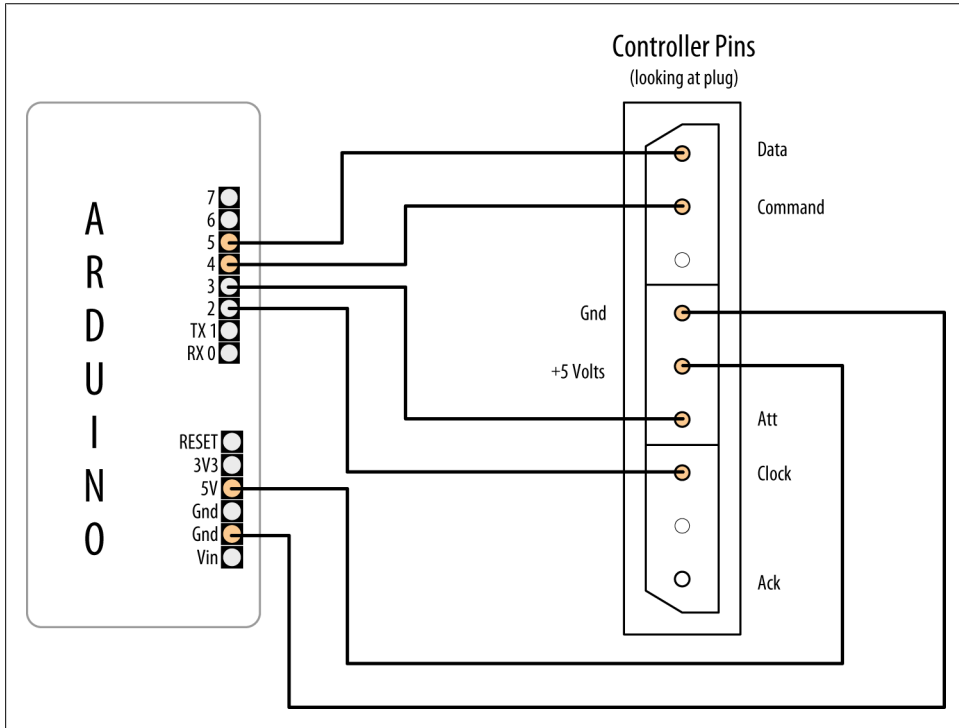 Controller Pins
(looking at plug)
ARDUINO
7
6
5
4
3
2
TX 1
RX 0
RESET
3V3
5V
Gnd
Gnd
Vin
Data
Command
Gnd
+5 Volts
Att
Clock
Ack